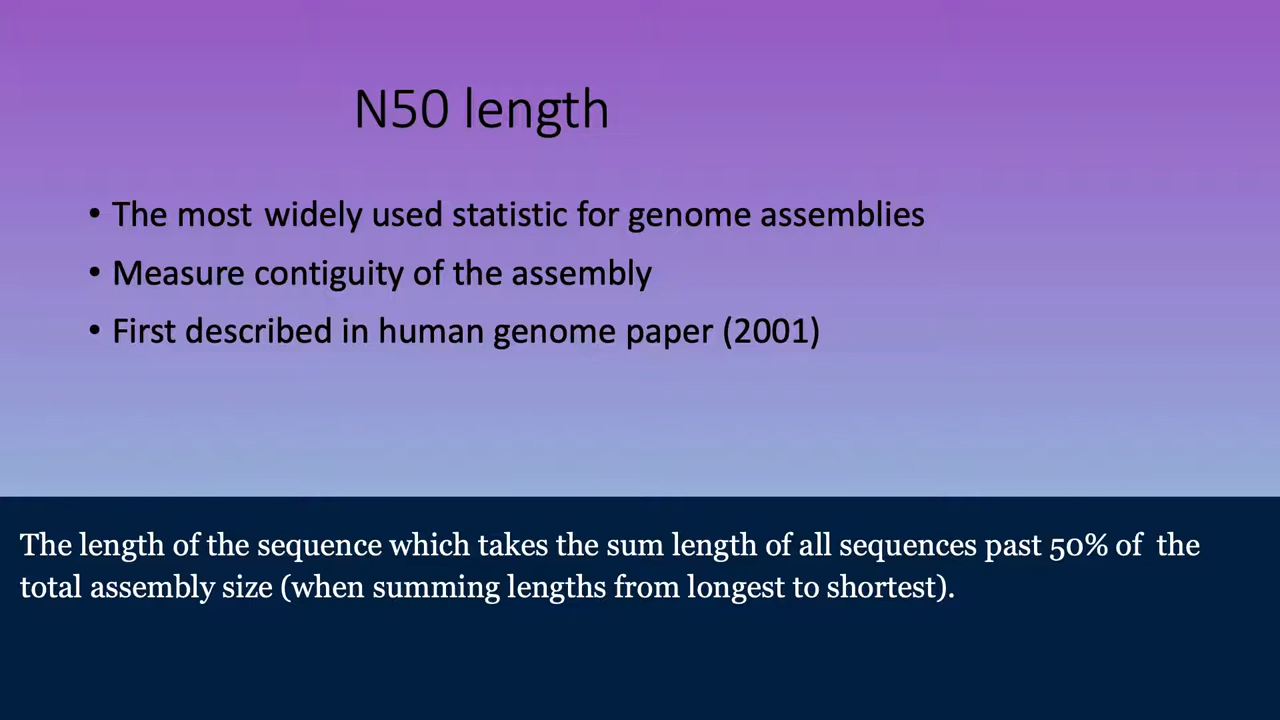 N50 length
• The most widely used statistic for genome assemblies
• Measure contiguity of the assembly
• First described in human genome paper (2001)
The length of the sequence which takes the sum length of all sequences past 50% of the
total assembly size (when summing lengths from longest to shortest).